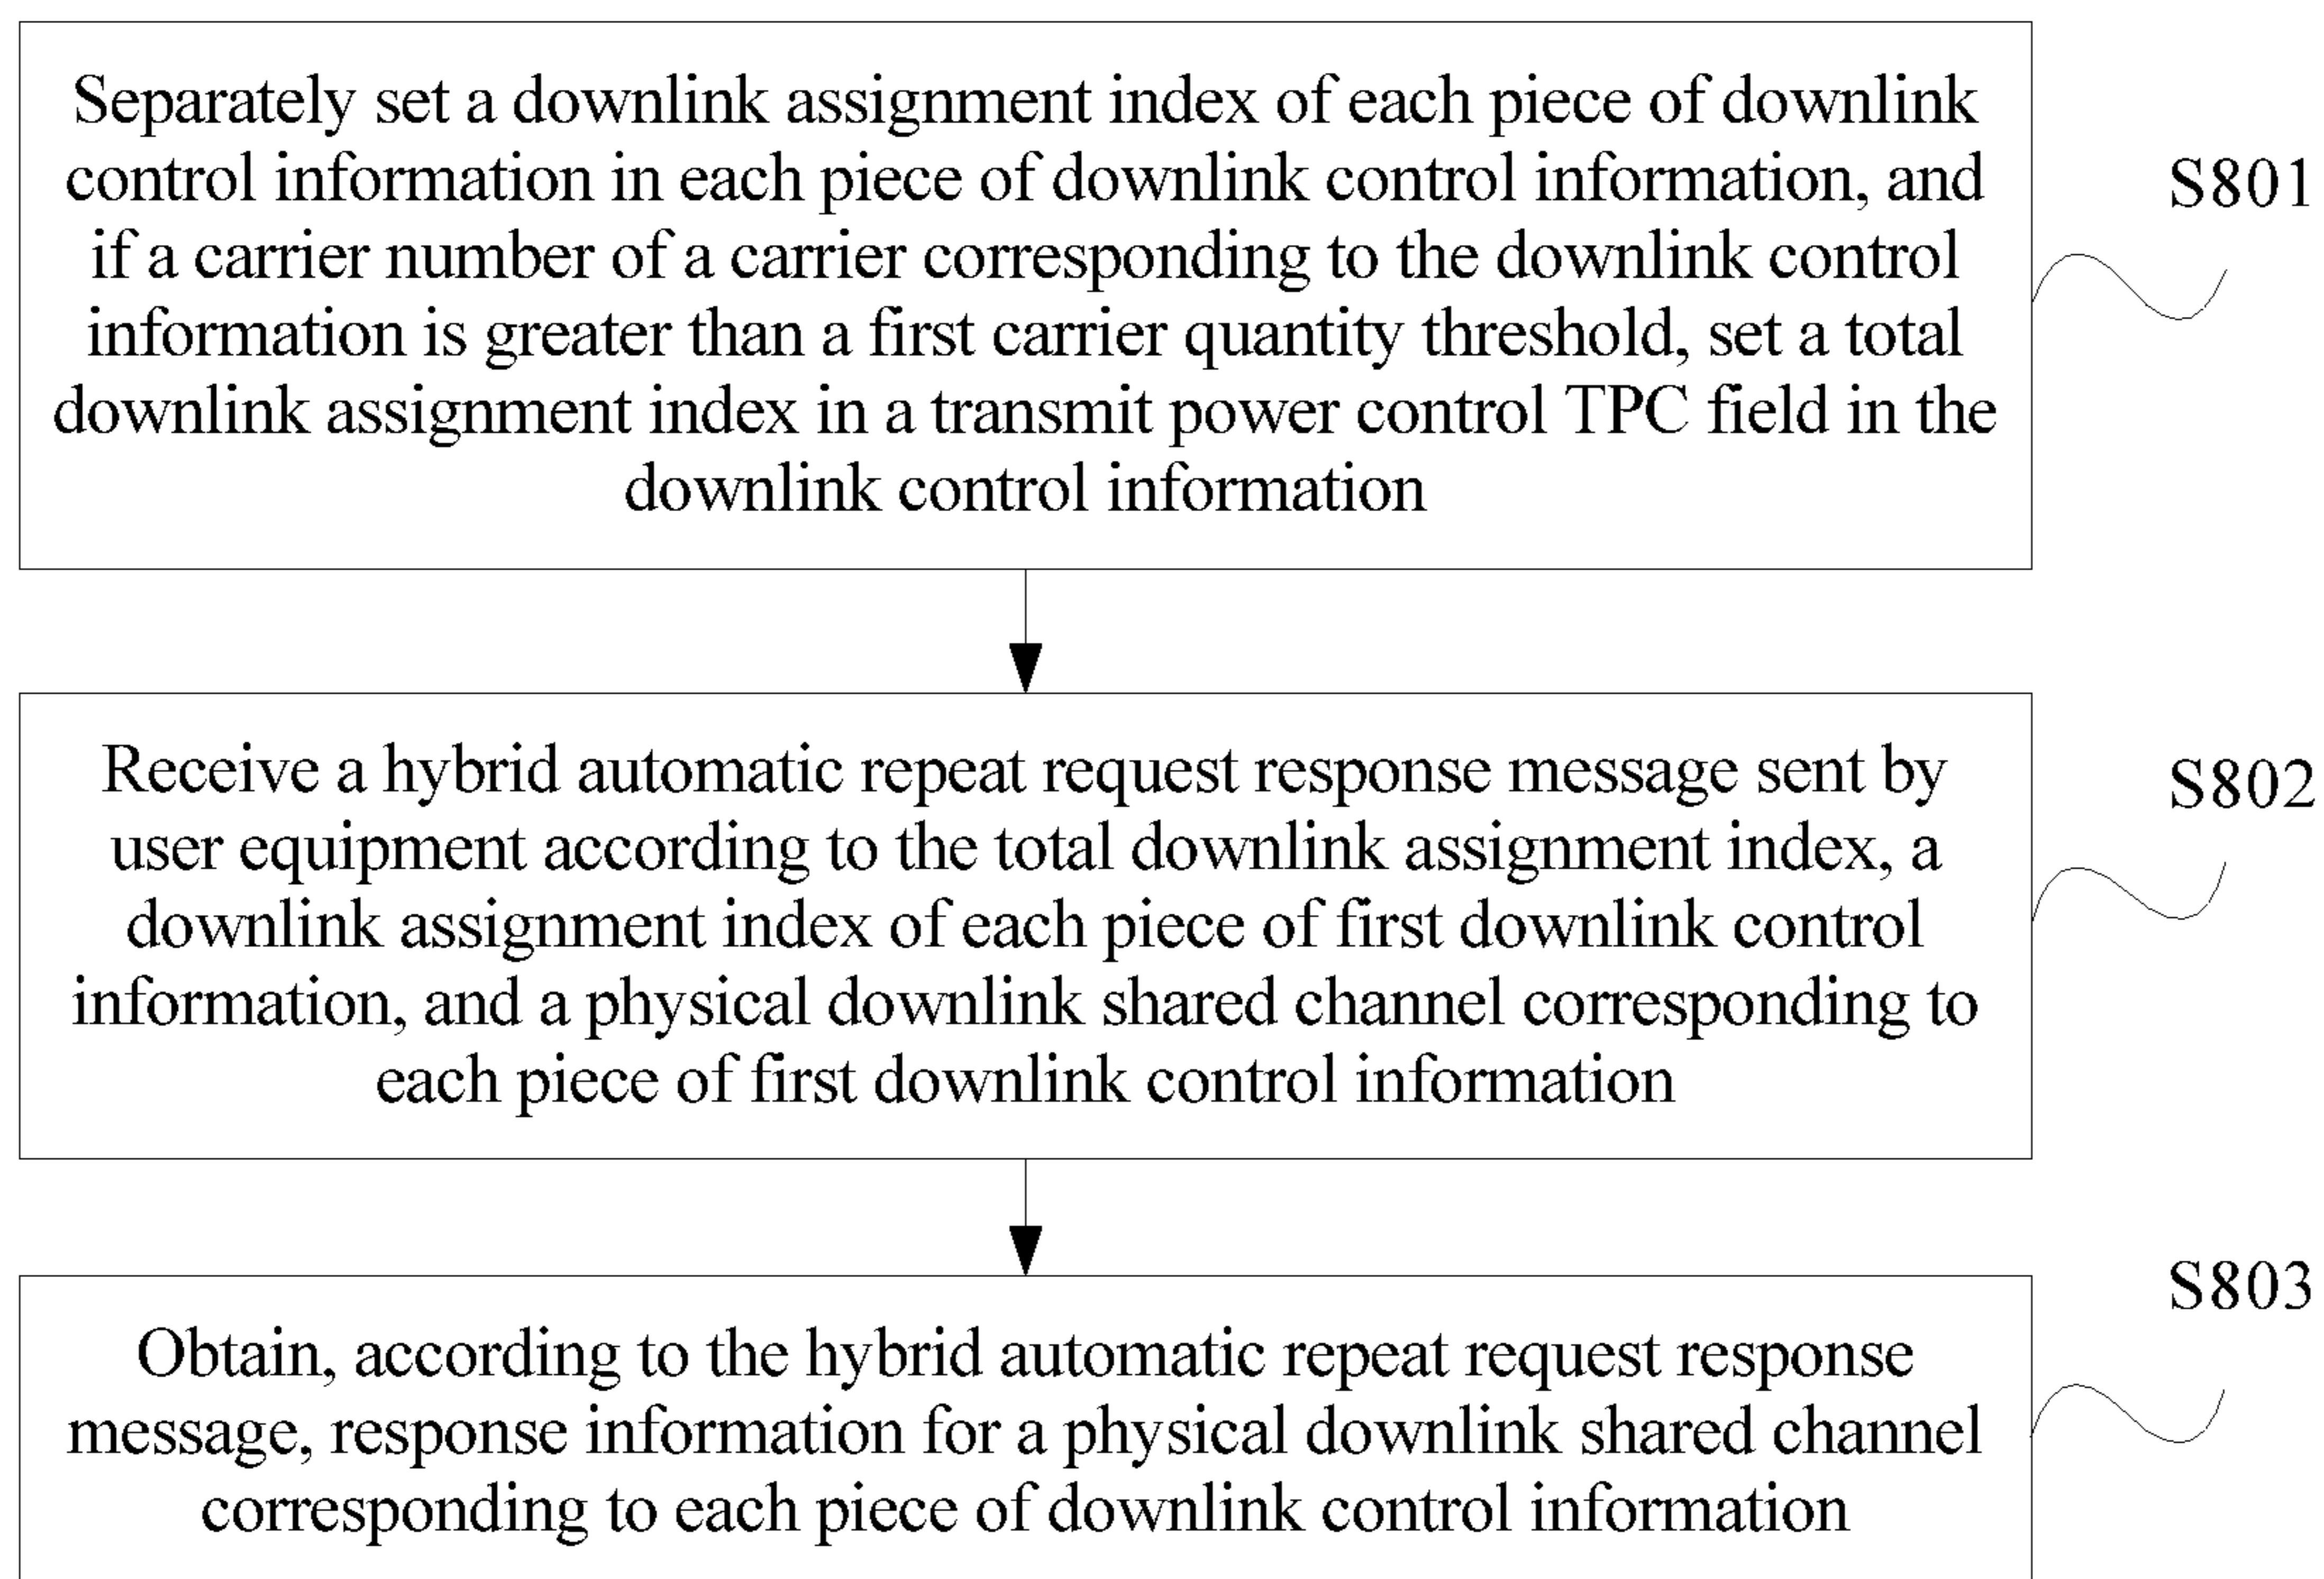 Separately set a downlink assignment index of each piece of downlink
control information in each piece of downlink control information, and
if a carrier number of a carrier corresponding to the downlink control
information is greater than a first carrier quantity threshold, set a total
downlink assignment index in a transmit power control TPC field in the
downlink control information
S801
Receive a hybrid automatic repeat request response message sent by
user equipment according to the total downlink assignment index, a
downlink assignment index of each piece of first downlink control
information, and a physical downlink shared channel corresponding to
each piece of first downlink control information
S802
Obtain, according to the hybrid automatic repeat request response
message, response information for a physical downlink shared channel
corresponding to each piece of downlink control information
S803